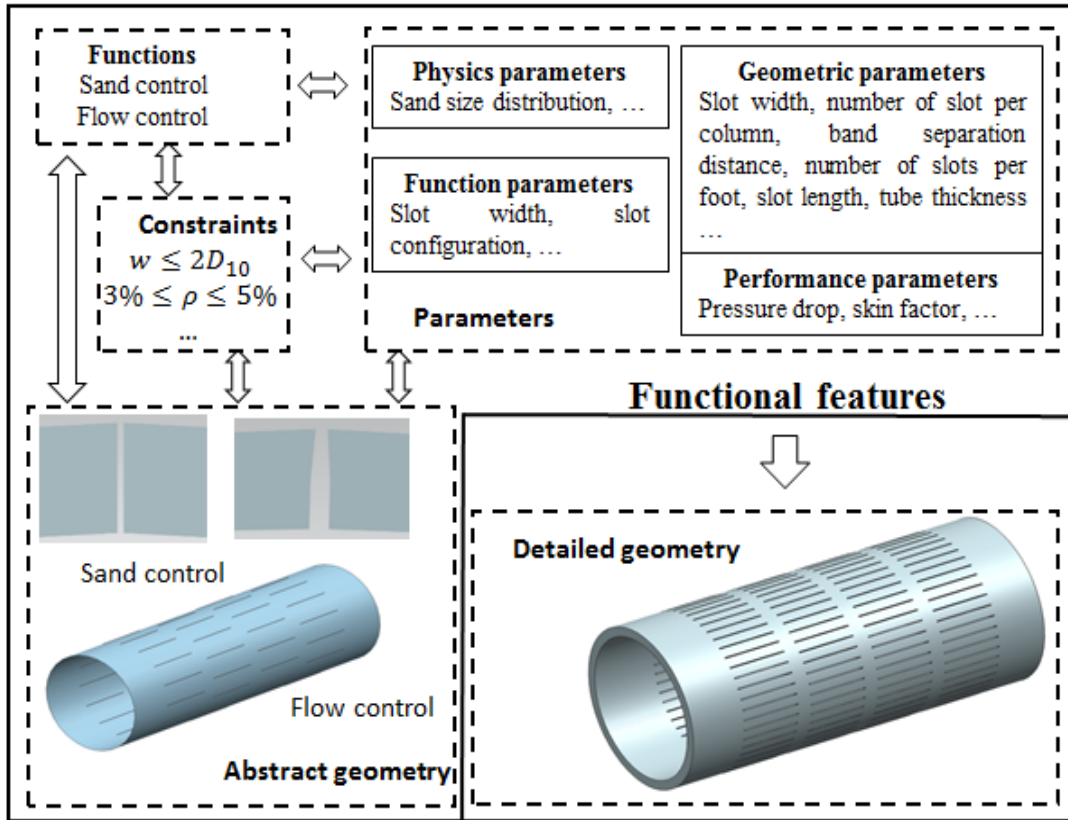 Functions
Sand control
Flow control
Constraints
w ≤ 2D₁₀
3% ≤ ρ ≤ 5%
...
Physics parameters
Sand size distribution, …
Function parameters
Slot width, slot
configuration, …
Parameters
Geometric parameters
Slot width, number of slot per
column, band separation
distance, number of slots per
foot, slot length, tube thickness
…
Performance parameters
Pressure drop, skin factor, …
Functional features
Sand control
Flow control
Abstract geometry
Detailed geometry